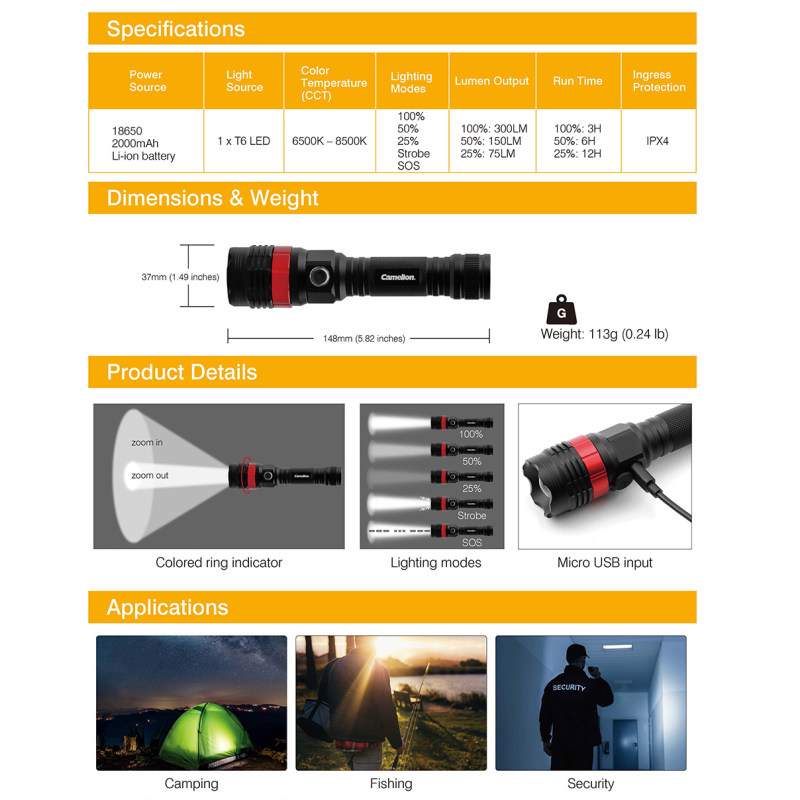 Specifications
Power Source
Light Source
Color Temperature (CCT)
Lighting Modes
Lumen Output
Run Time
Ingress Protection
18650
2000mAh
Li-ion battery
1 x T6 LED
6500K – 8500K
100%
50%
25%
Strobe
SOS
100%: 300LM
50%: 150LM
25%: 75LM
100%: 3H
50%: 6H
25%: 12H
IPX4
Dimensions & Weight
37mm (1.49 inches)
Camelion.
148mm (5.82 inches)
G
Weight: 113g (0.24 lb)
Product Details
zoom in
zoom out
Camelion
Colored ring indicator
100%
50%
25%
Strobe
SOS
Lighting modes
Micro USB input
Applications
SECURITY
Camping
Fishing
Security